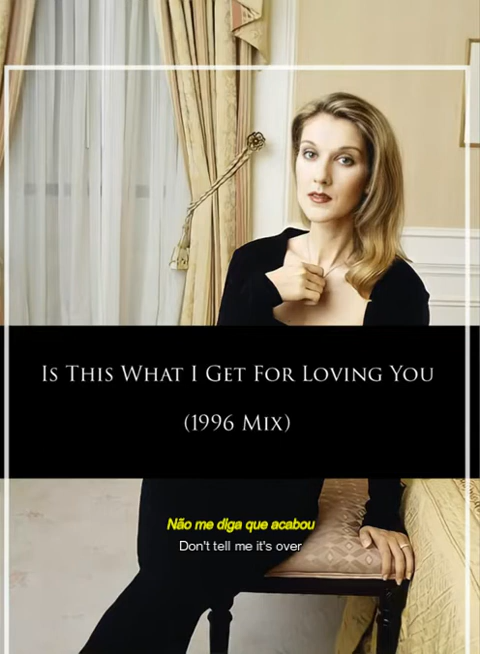 Is This What I Get For Loving You
(1996 Mix)
Não me diga que acabou
Don't tell me it's over